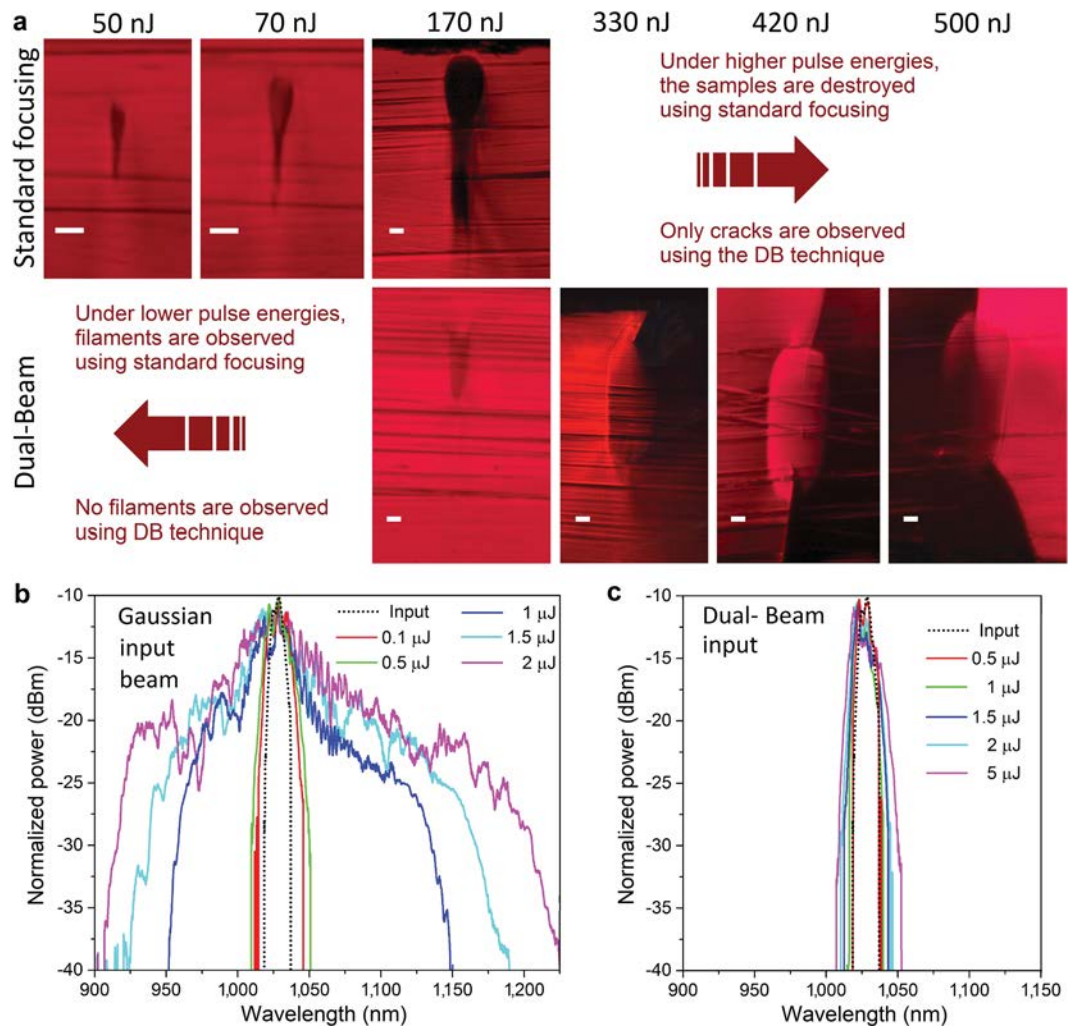 a
50 nJ
70 nJ
170 nJ
330 nJ
420 nJ
500 nJ
Standard focusing
Under higher pulse energies,
the samples are destroyed
using standard focusing
Only cracks are observed
using the DB technique
Dual-Beam
Under lower pulse energies,
filaments are observed
using standard focusing
No filaments are observed
using DB technique
b
Gaussian
input
beam
Input
0.1 μJ
0.5 μJ
1 μJ
1.5 μJ
2 μJ
Normalized power (dBm)
-10
-15
-20
-25
-30
-35
-40
900
950
1,000
1,050
1,100
1,150
1,200
Wavelength (nm)
c
Dual- Beam
input
Input
0.5 μJ
1 μJ
1.5 μJ
2 μJ
5 μJ
Normalized power (dBm)
-10
-15
-20
-25
-30
-35
-40
900
950
1,000
1,050
1,100
1,150
Wavelength (nm)